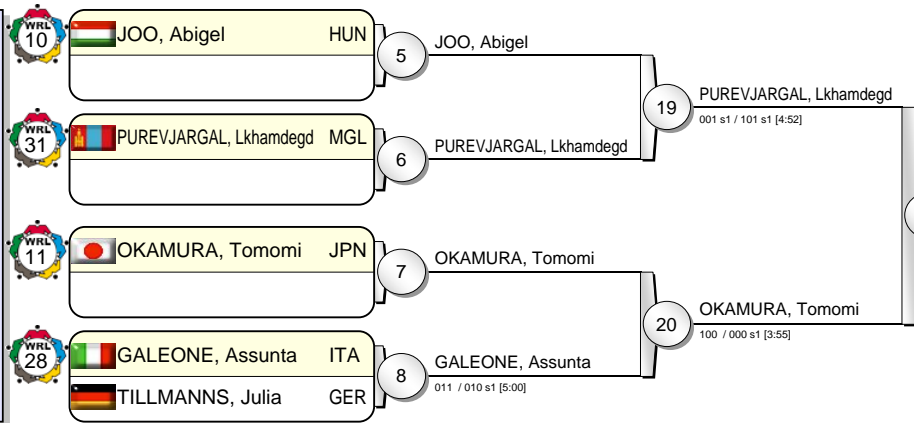 WRL
10
JOO, Abigel HUN
5
JOO, Abigel
19
PUREVJARGAL, Lkhamdegd
001 s1 / 101 s1 [4:52]
WRL
31
PUREVJARGAL, Lkhamdegd MGL
6
PUREVJARGAL, Lkhamdegd
WRL
11
OKAMURA, Tomomi JPN
7
OKAMURA, Tomomi
20
OKAMURA, Tomomi
100 / 000 s1 [3:55]
WRL
28
GALEONE, Assunta ITA
8
GALEONE, Assunta
011 / 010 s1 [5:00]
TILLMANNS, Julia GER